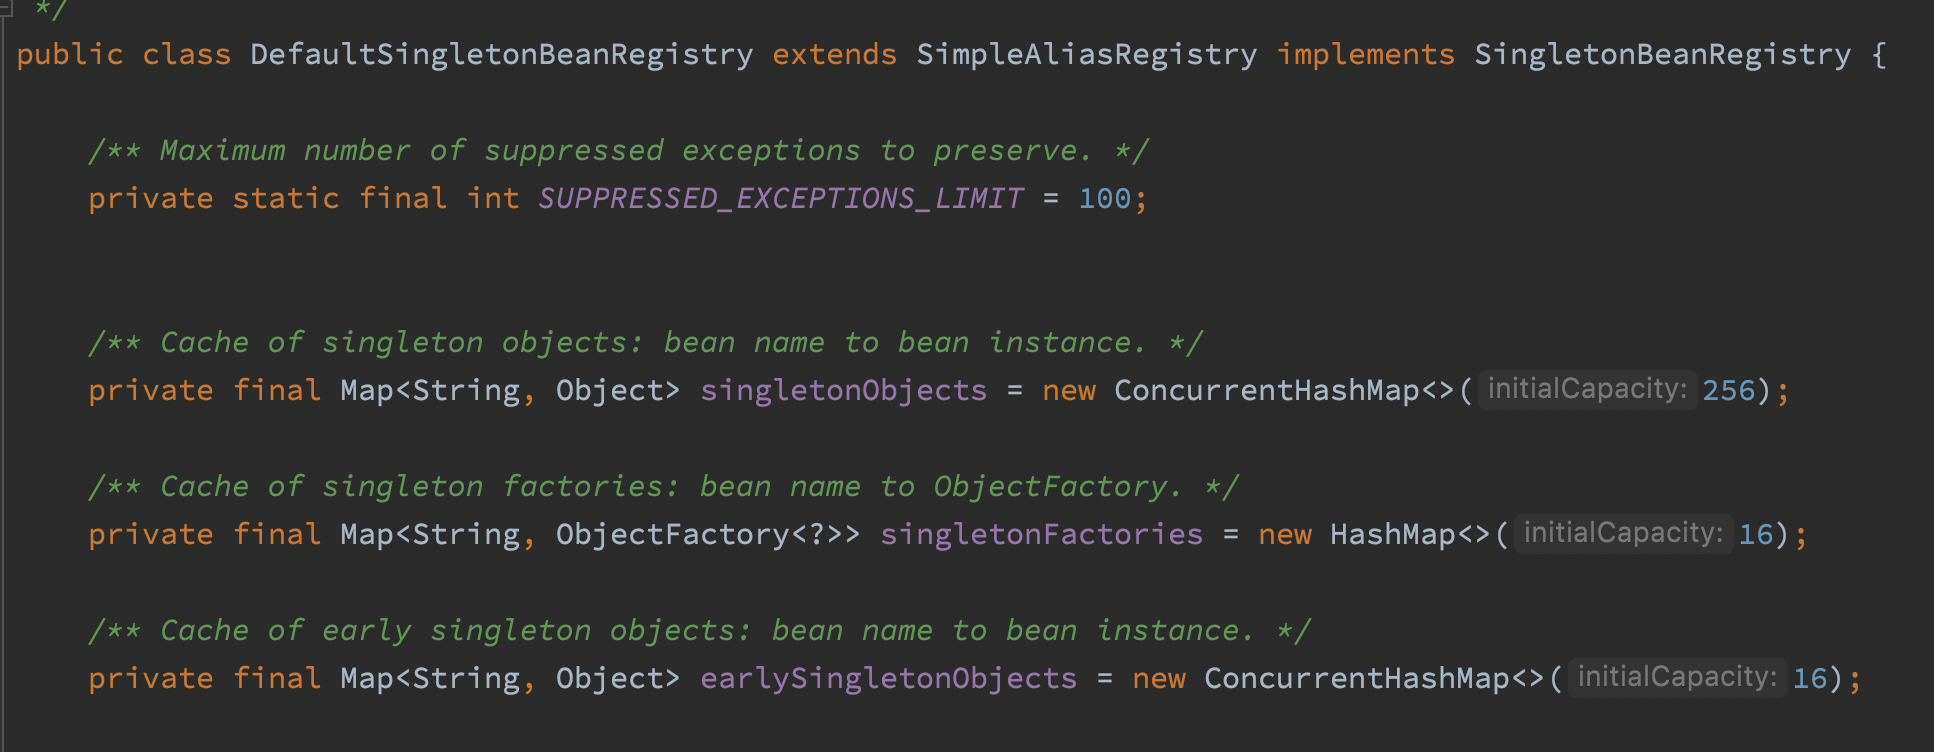 */
public class DefaultSingletonBeanRegistry extends SimpleAliasRegistry implements SingletonBeanRegistry {
/** Maximum number of suppressed exceptions to preserve. */
private static final int SUPPRESSED_EXCEPTIONS_LIMIT = 100;
/** Cache of singleton objects: bean name to bean instance. */
private final Map<String, Object> singletonObjects = new ConcurrentHashMap<>( initialCapacity: 256);
/** Cache of singleton factories: bean name to ObjectFactory. */
private final Map<String, ObjectFactory<?>> singletonFactories = new HashMap<>( initialCapacity: 16);
/** Cache of early singleton objects: bean name to bean instance. */
private final Map<String, Object> earlySingletonObjects = new ConcurrentHashMap<>( initialCapacity: 16);